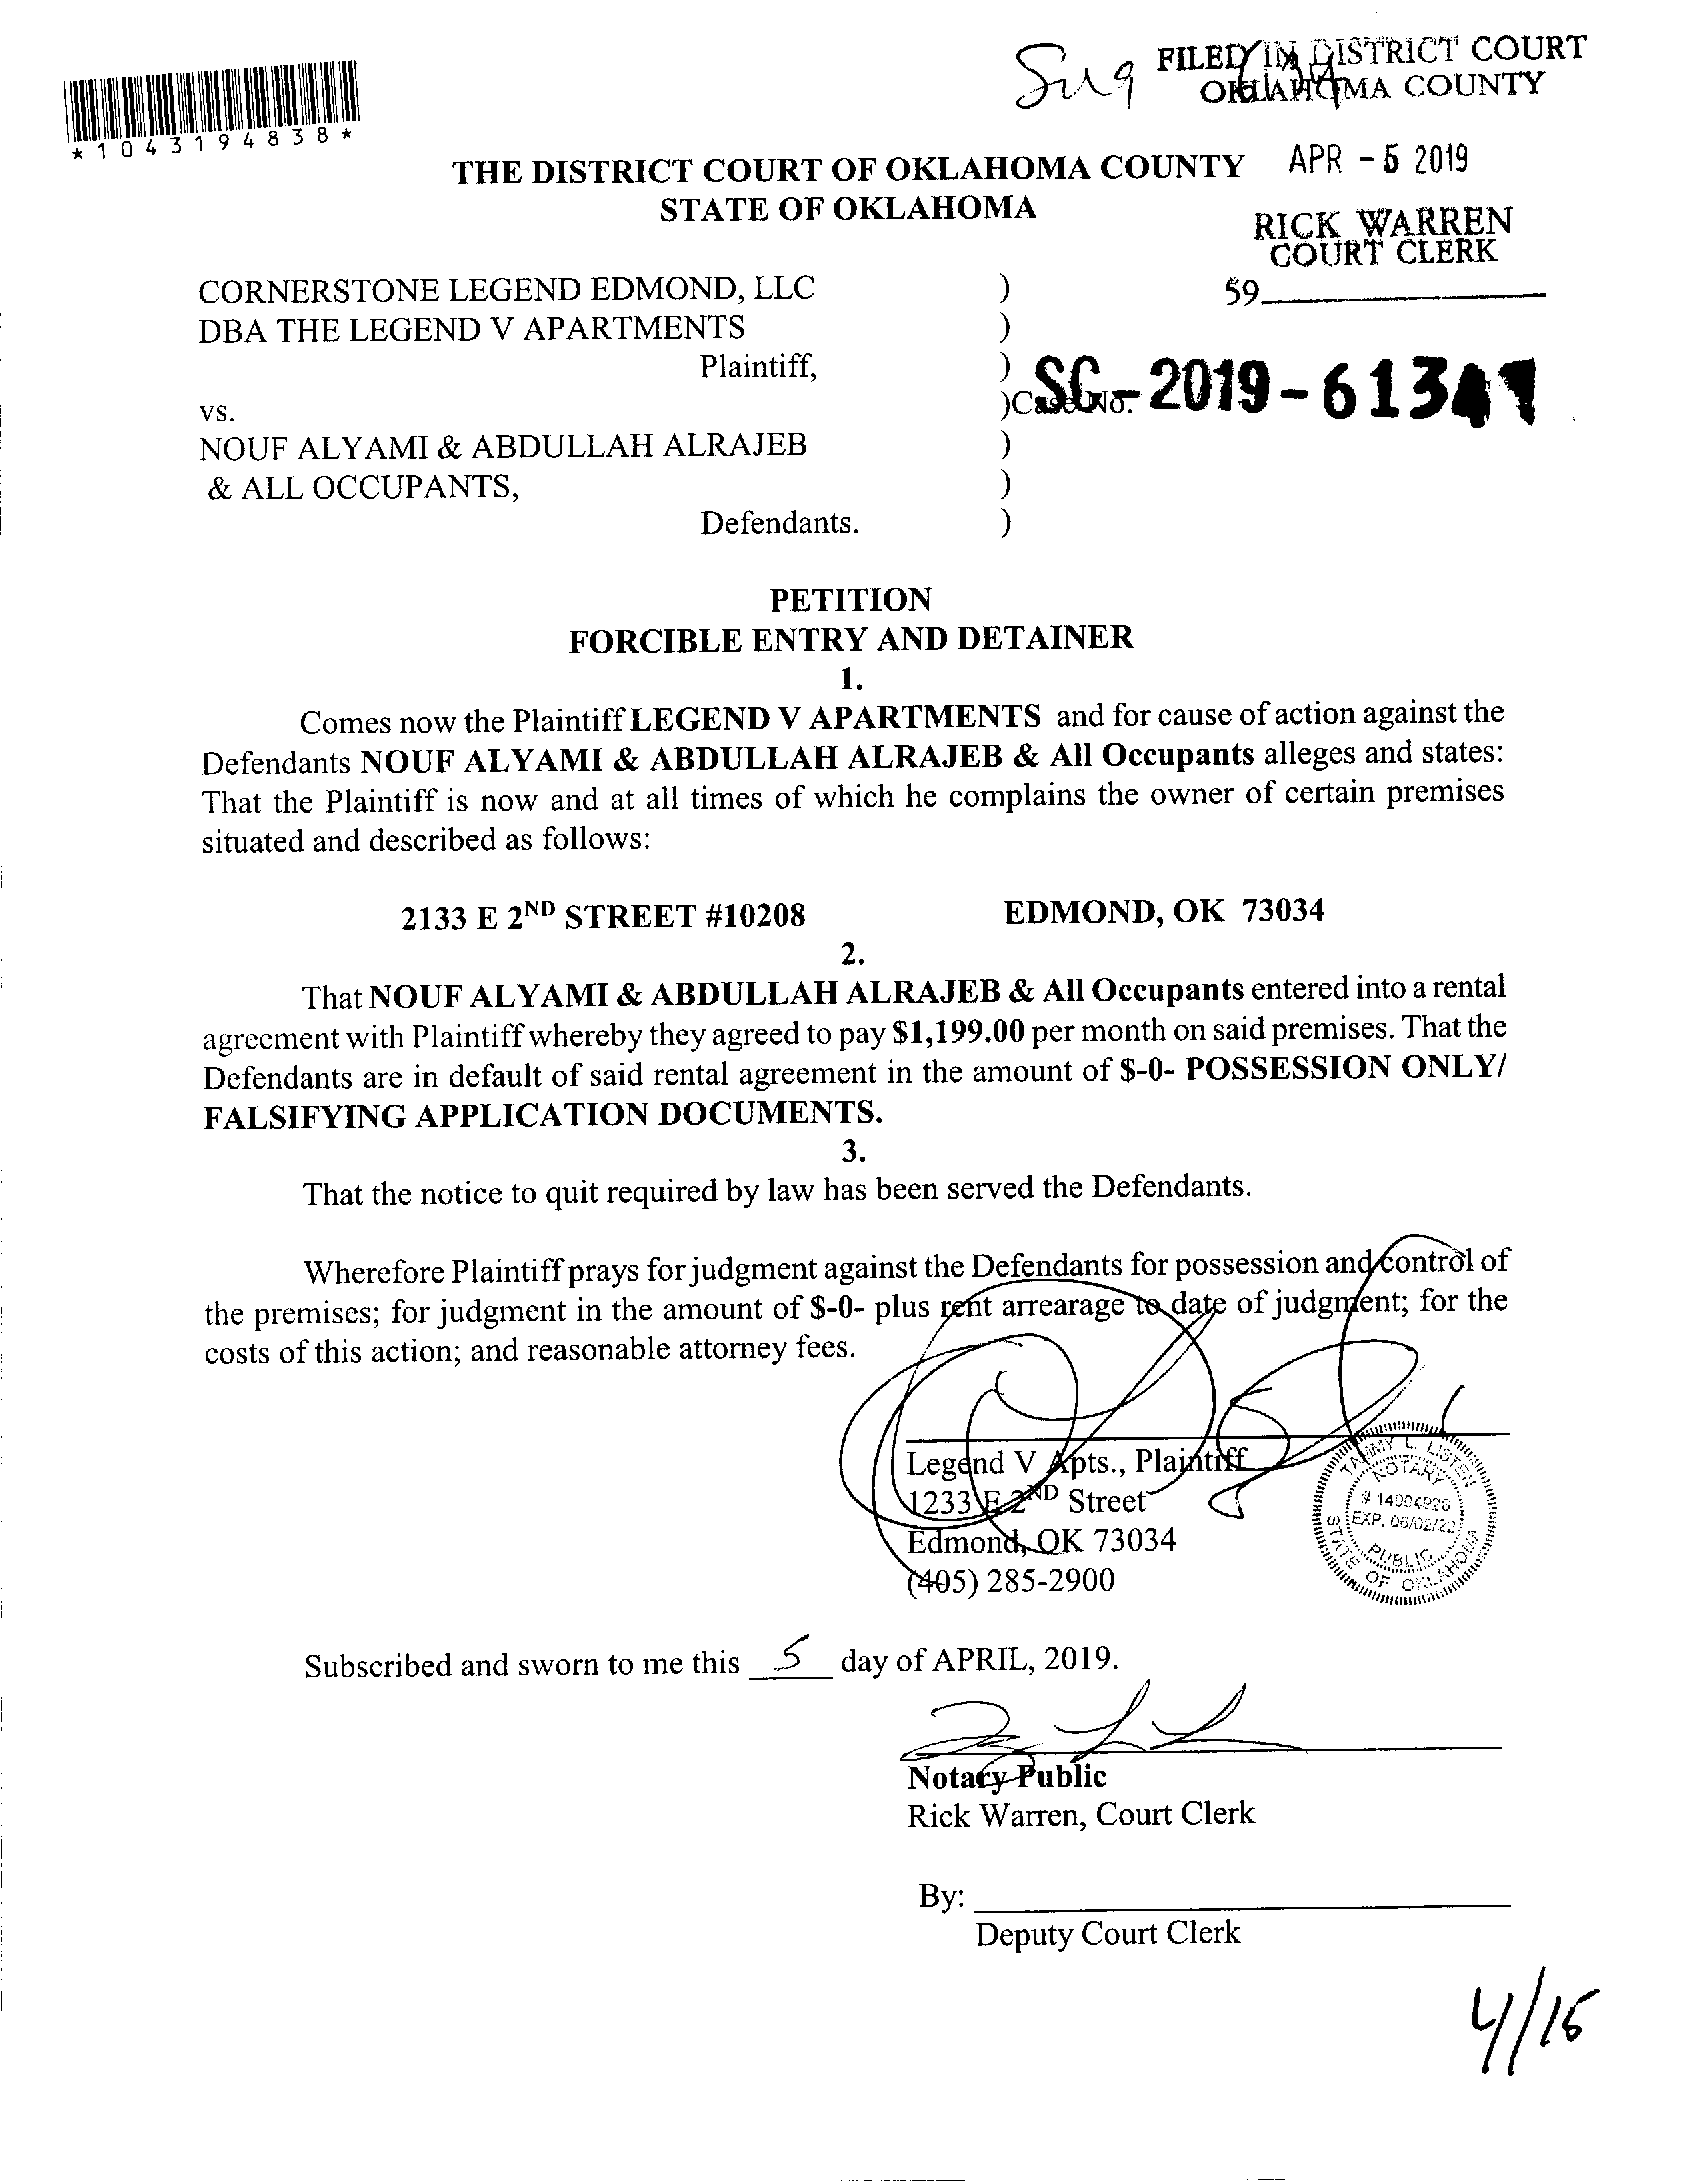 FILED IN DISTRICT COURT
OKLAHOMA COUNTY
*1043194838*
THE DISTRICT COURT OF OKLAHOMA COUNTY
APR - 5 2019
STATE OF OKLAHOMA
RICK WARREN
COURT CLERK
59
CORNERSTONE LEGEND EDMOND, LLC )
DBA THE LEGEND V APARTMENTS )
Plaintiff, )
vs. )Case No.
NOUF ALYAMI & ABDULLAH ALRAJEB )
& ALL OCCUPANTS, )
Defendants. )
PETITION
FORCIBLE ENTRY AND DETAINER
1.
Comes now the Plaintiff LEGEND V APARTMENTS and for cause of action against the
Defendants NOUF ALYAMI & ABDULLAH ALRAJEB & All Occupants alleges and states:
That the Plaintiff is now and at all times of which he complains the owner of certain premises
situated and described as follows:
2133 E 2ND STREET #10208 EDMOND, OK 73034
2.
That NOUF ALYAMI & ABDULLAH ALRAJEB & All Occupants entered into a rental
agreement with Plaintiff whereby they agreed to pay $1,199.00 per month on said premises. That the
Defendants are in default of said rental agreement in the amount of $-0- POSSESSION ONLY/
FALSIFYING APPLICATION DOCUMENTS.
3.
That the notice to quit required by law has been served the Defendants.
Wherefore Plaintiff prays for judgment against the Defendants for possession and control of
the premises; for judgment in the amount of $-0- plus rent arrearage to date of judgment; for the
costs of this action; and reasonable attorney fees.
Legend V Apts., Plaintiff
1233 E 2ND Street
Edmond, OK 73034
(405) 285-2900
TAMMY L. LISTEN
NOTARY
EXP. 06/02/22
PUBLIC
STATE OF OKLAHOMA
Subscribed and sworn to me this 5 day of APRIL, 2019.
Notary Public
Rick Warren, Court Clerk
By:
Deputy Court Clerk
4/15